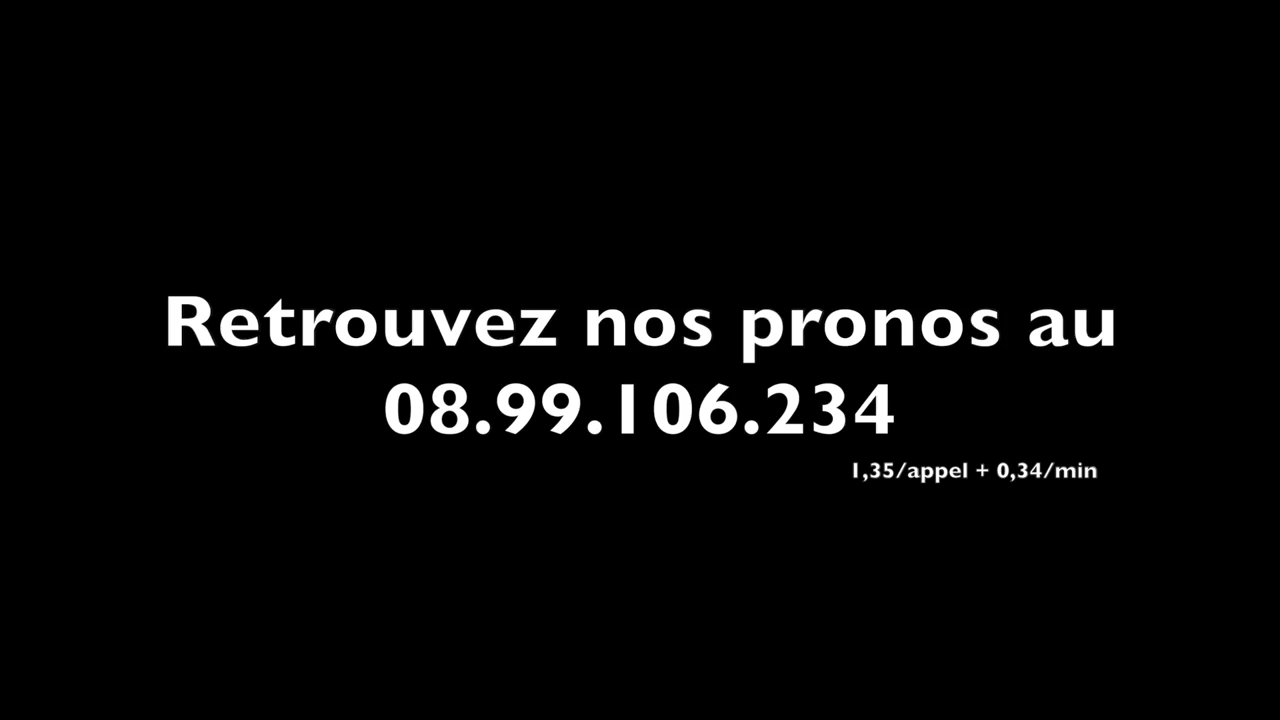 Retrouvez nos pronos au
08.99.106.234
1,35/appel + 0,34/min